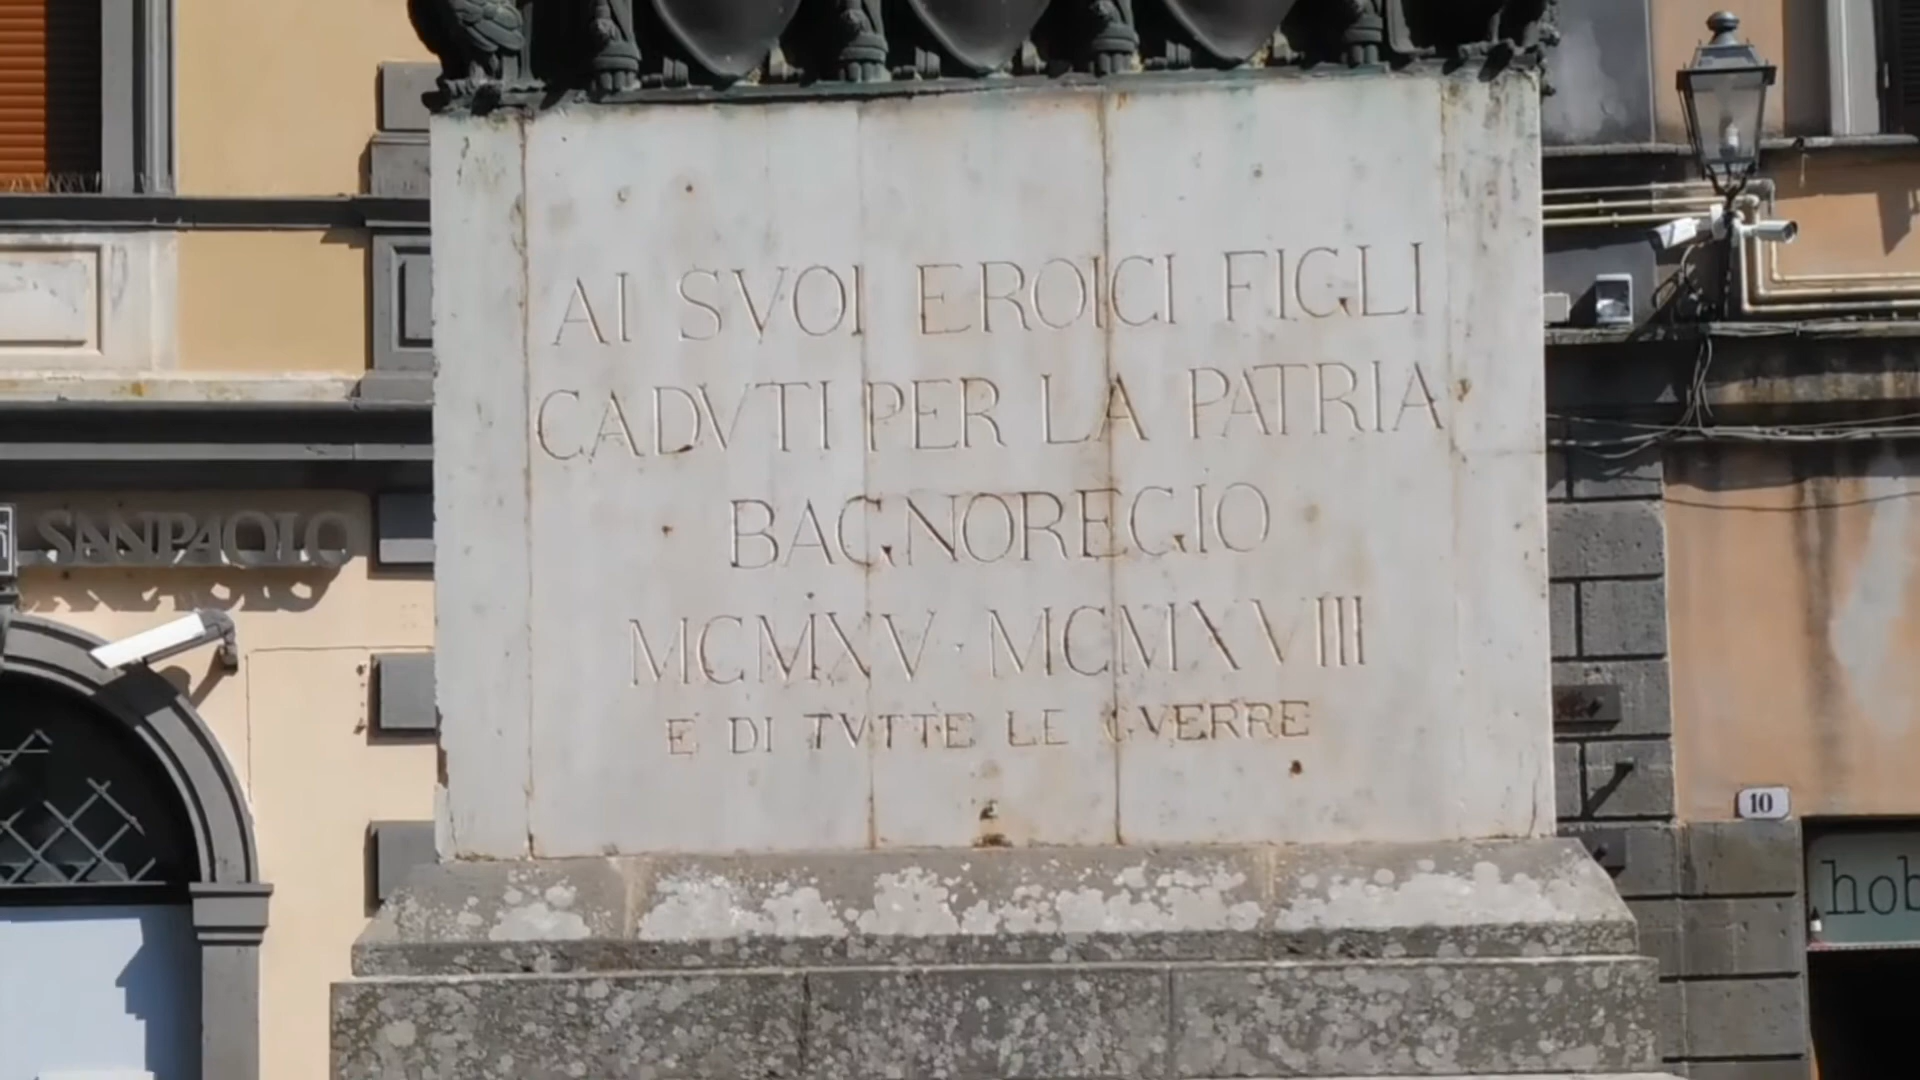 AI SVOI EROICI FIGLI
CADVTI PER LA PATRIA
BAGNOREGIO
MCMXV · MCMXVIII
E DI TVTTE LE GVERRE
SANPAOLO
10
hob